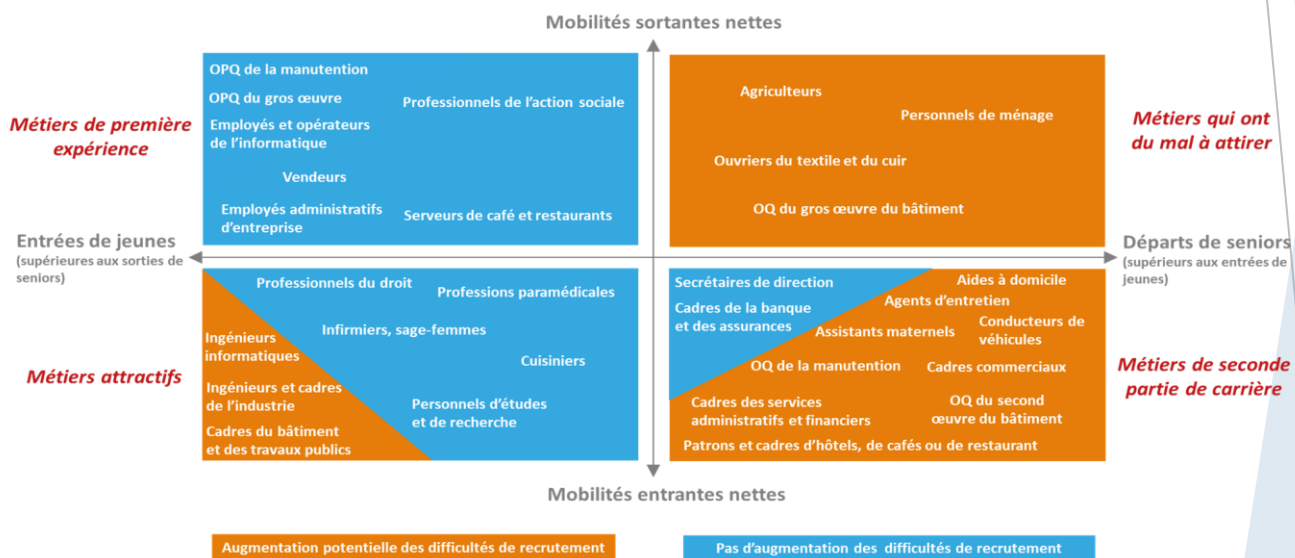 Mobilités sortantes nettes
Métiers de première
expérience
OPQ de la manutention
OPQ du gros œuvre
Professionnels de l'action sociale
Employés et opérateurs
de l'informatique
Vendeurs
Employés administratifs
d'entreprise
Serveurs de café et restaurants
Agriculteurs
Personnels de ménage
Ouvriers du textile et du cuir
OQ du gros œuvre du bâtiment
Métiers qui ont
du mal à attirer
Entrées de jeunes
(supérieures aux sorties de
seniors)
Départs de seniors
(supérieurs aux entrées de
jeunes)
Métiers attractifs
Professionnels du droit
Professions paramédicales
Infirmiers, sage-femmes
Ingénieurs
informatiques
Cuisiniers
Ingénieurs et cadres
de l'industrie
Personnels d'études
et de recherche
Cadres du bâtiment
et des travaux publics
Secrétaires de direction
Aides à domicile
Agents d'entretien
Cadres de la banque
et des assurances
Assistants maternels
Conducteurs de
véhicules
OQ de la manutention
Cadres commerciaux
Cadres des services
administratifs et financiers
OQ du second
œuvre du bâtiment
Patrons et cadres d'hôtels, de cafés ou de restaurant
Métiers de seconde
partie de carrière
Mobilités entrantes nettes
Augmentation potentielle des difficultés de recrutement
Pas d'augmentation des difficultés de recrutement